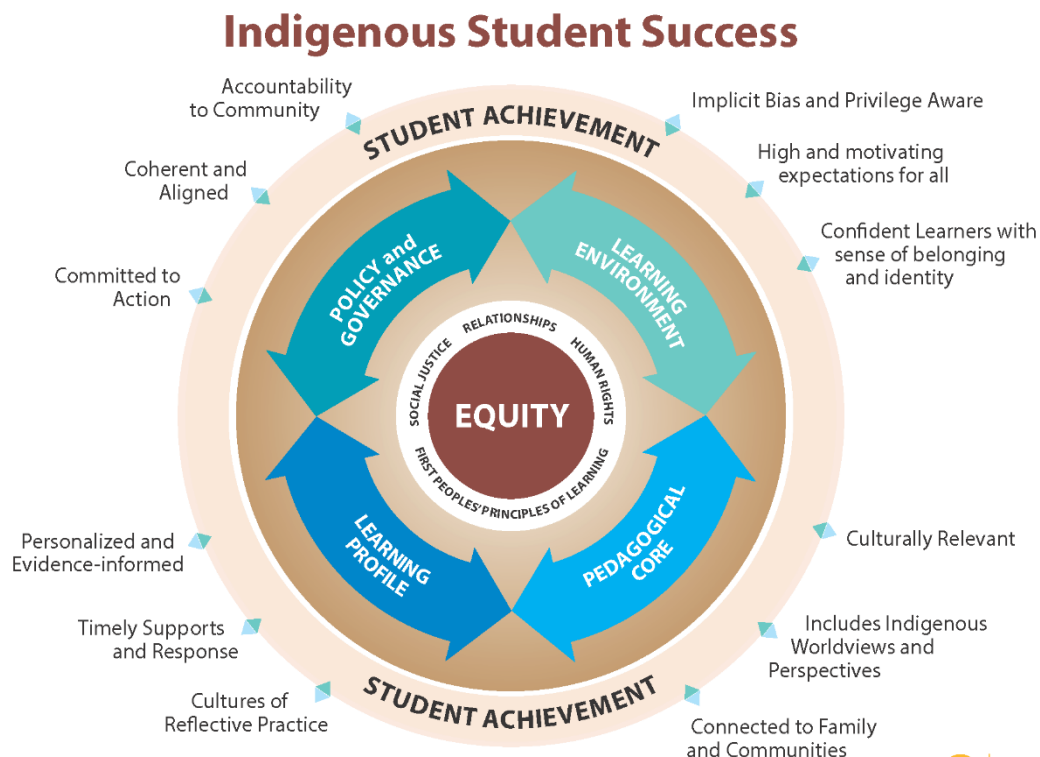 Indigenous Student Success
Accountability
to Community
Coherent and
Aligned
Committed to
Action
Implicit Bias and Privilege Aware
High and motivating
expectations for all
Confident Learners with
sense of belonging
and identity
STUDENT ACHIEVEMENT
POLICY and
GOVERNANCE
LEARNING
ENVIRONMENT
SOCIAL JUSTICE
RELATIONSHIPS
HUMAN RIGHTS
EQUITY
FIRST PEOPLES' PRINCIPLES OF LEARNING
LEARNING
PROFILE
PEDAGOGICAL
CORE
STUDENT ACHIEVEMENT
Personalized and
Evidence-informed
Timely Supports
and Response
Cultures of
Reflective Practice
Culturally Relevant
Includes Indigenous
Worldviews and
Perspectives
Connected to Family
and Communities